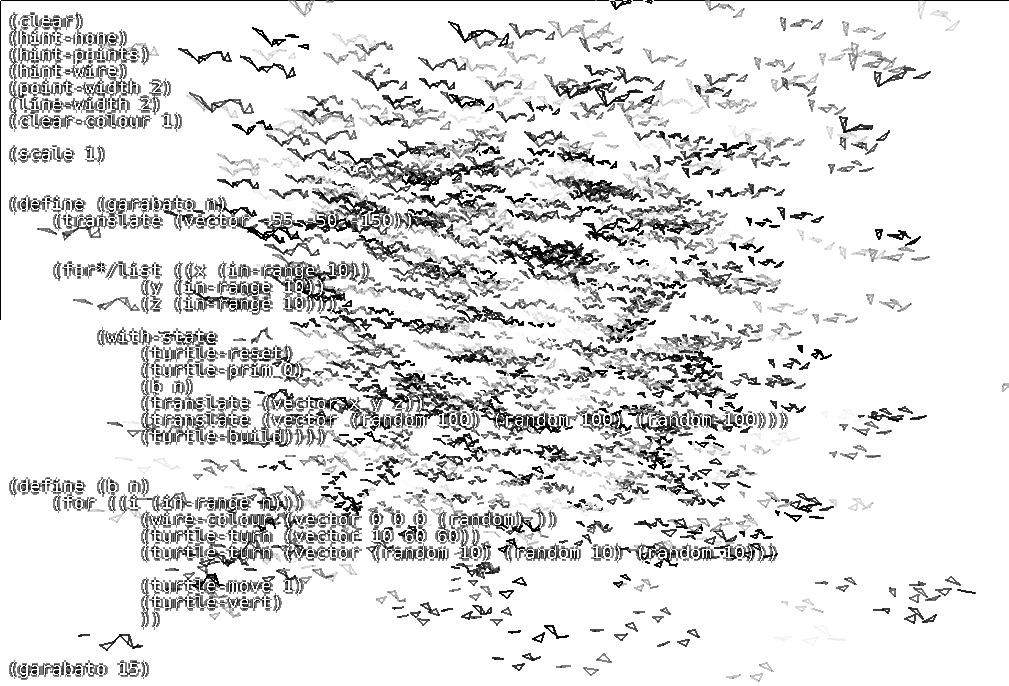 (clear)
(hint-none)
(hint-points)
(hint-wire)
(point-width 2)
(line-width 2)
(clear-colour 1)
(scale 1)
(define (garabato n)
(translate (vector -55 -50 -150))
(for*/list ((x (in-range 10))
(y (in-range 10))
(z (in-range 10)))
(with-state
(turtle-reset)
(turtle-prim 0)
(b n)
(translate (vector x y z))
(translate (vector (random 100) (random 100) (random 100)))
(turtle-build))))
(define (b n)
(for ((i (in-range n)))
(wire-colour (vector 0 0 0 (random) ))
(turtle-turn (vector 10 60 60))
(turtle-turn (vector (random 10) (random 10) (random 10)))
(turtle-move 1)
(turtle-vert)
))
(garabato 15)